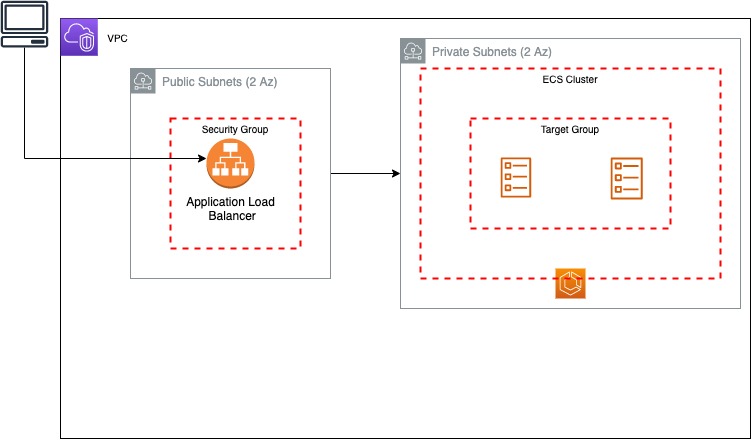 VPC
Public Subnets (2 Az)
Security Group
Application Load
Balancer
Private Subnets (2 Az)
ECS Cluster
Target Group